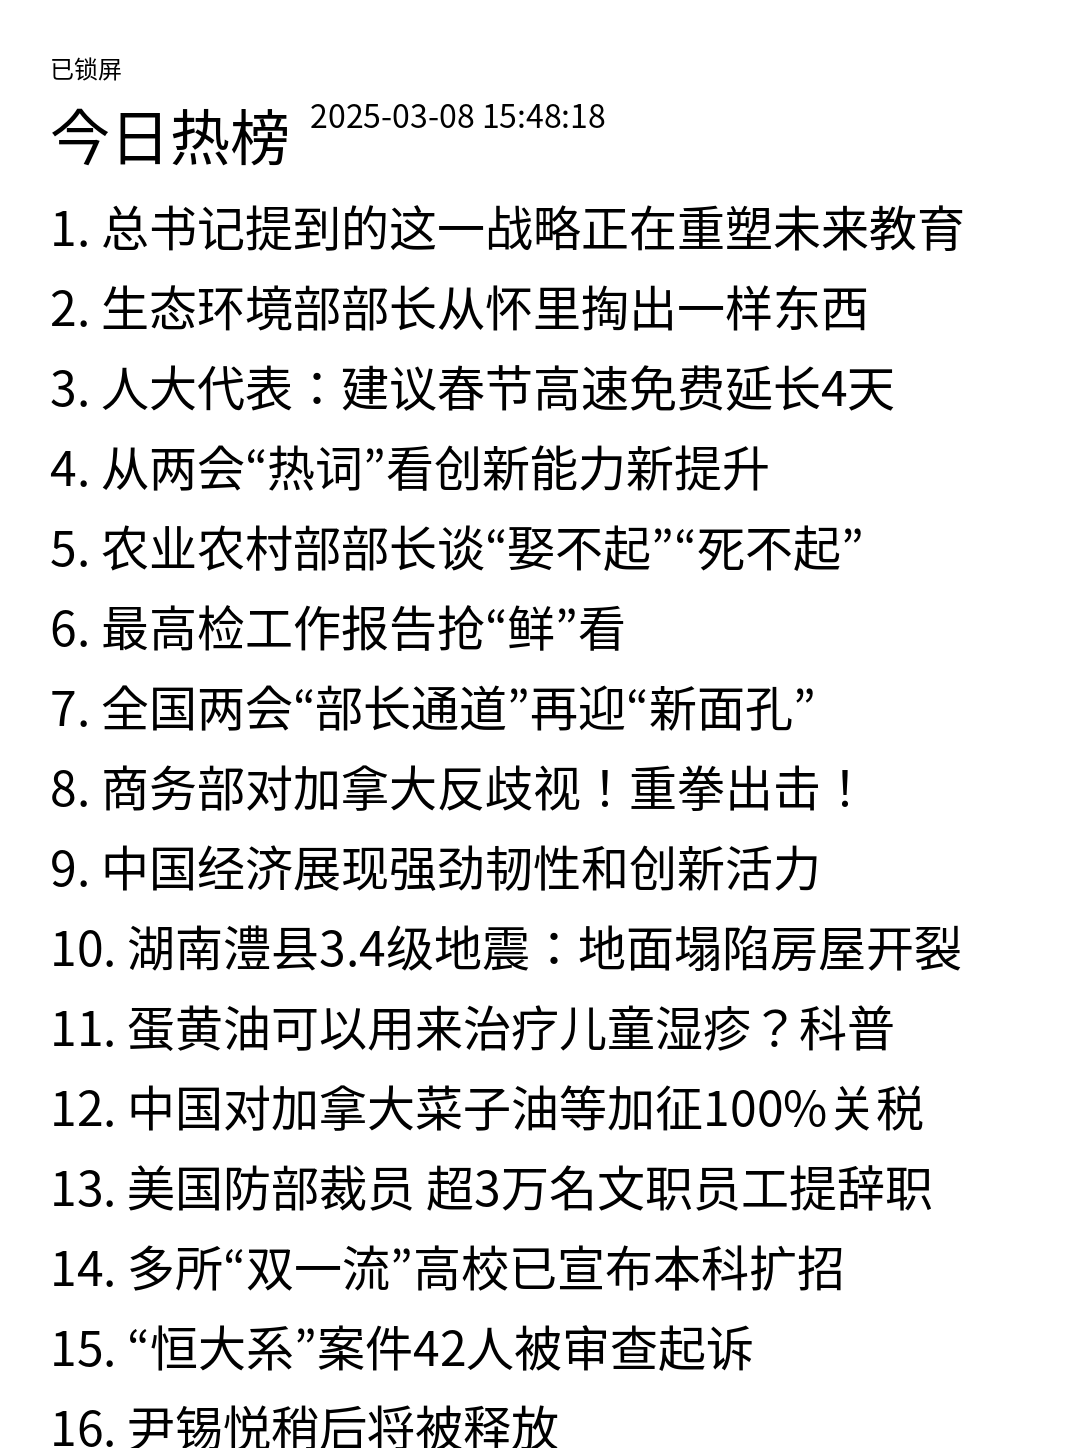 已锁屏
今日热榜 2025-03-08 15:48:18
1. 总书记提到的这一战略正在重塑未来教育
2. 生态环境部部长从怀里掏出一样东西
3. 人大代表：建议春节高速免费延长4天
4. 从两会“热词”看创新能力新提升
5. 农业农村部部长谈“娶不起”“死不起”
6. 最高检工作报告抢“鲜”看
7. 全国两会“部长通道”再迎“新面孔”
8. 商务部对加拿大反歧视！重拳出击！
9. 中国经济展现强劲韧性和创新活力
10. 湖南澧县3.4级地震：地面塌陷房屋开裂
11. 蛋黄油可以用来治疗儿童湿疹？科普
12. 中国对加拿大菜子油等加征100%关税
13. 美国防部裁员 超3万名文职员工提辞职
14. 多所“双一流”高校已宣布本科扩招
15. “恒大系”案件42人被审查起诉
16. 尹锡悦稍后将被释放